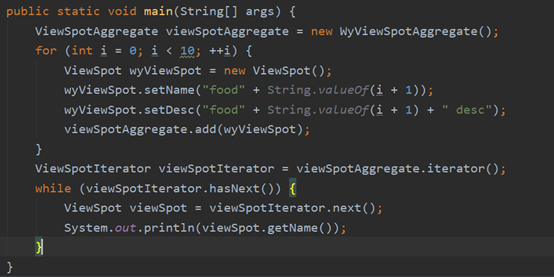 public static void main(String[] args) {
    ViewSpotAggregate viewSpotAggregate = new WyViewSpotAggregate();
    for (int i = 0; i < 10; ++i) {
        ViewSpot wyViewSpot = new ViewSpot();
        wyViewSpot.setName("food" + String.valueOf(i + 1));
        wyViewSpot.setDesc("food" + String.valueOf(i + 1) + " desc");
        viewSpotAggregate.add(wyViewSpot);
    }
    ViewSpotIterator viewSpotIterator = viewSpotAggregate.iterator();
    while (viewSpotIterator.hasNext()) {
        ViewSpot viewSpot = viewSpotIterator.next();
        System.out.println(viewSpot.getName());
    }
}